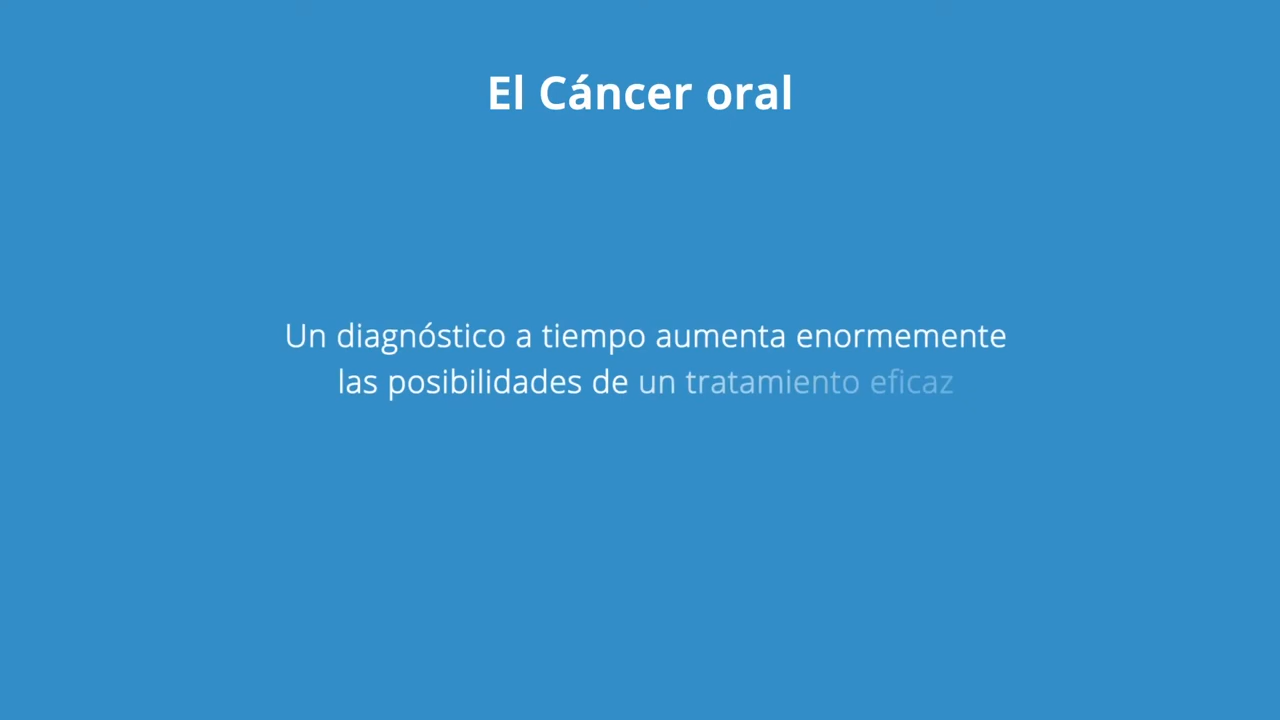 El Cáncer oral
Un diagnóstico a tiempo aumenta enormemente
las posibilidades de un tratamiento eficaz